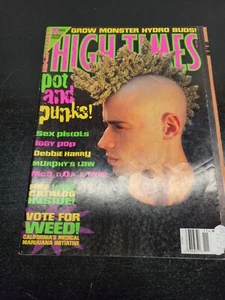 GROW MONSTER HYDRO BUDS!
HIGH TIMES
pot
and
punks!
Sex Pistols
Iggy Pop
Debbie Harry
Murphy's Law
CATALOG
INSIDE!
VOTE FOR
WEED!
CALIFORNIA'S MEDICAL
MARIJUANA INITIATIVE